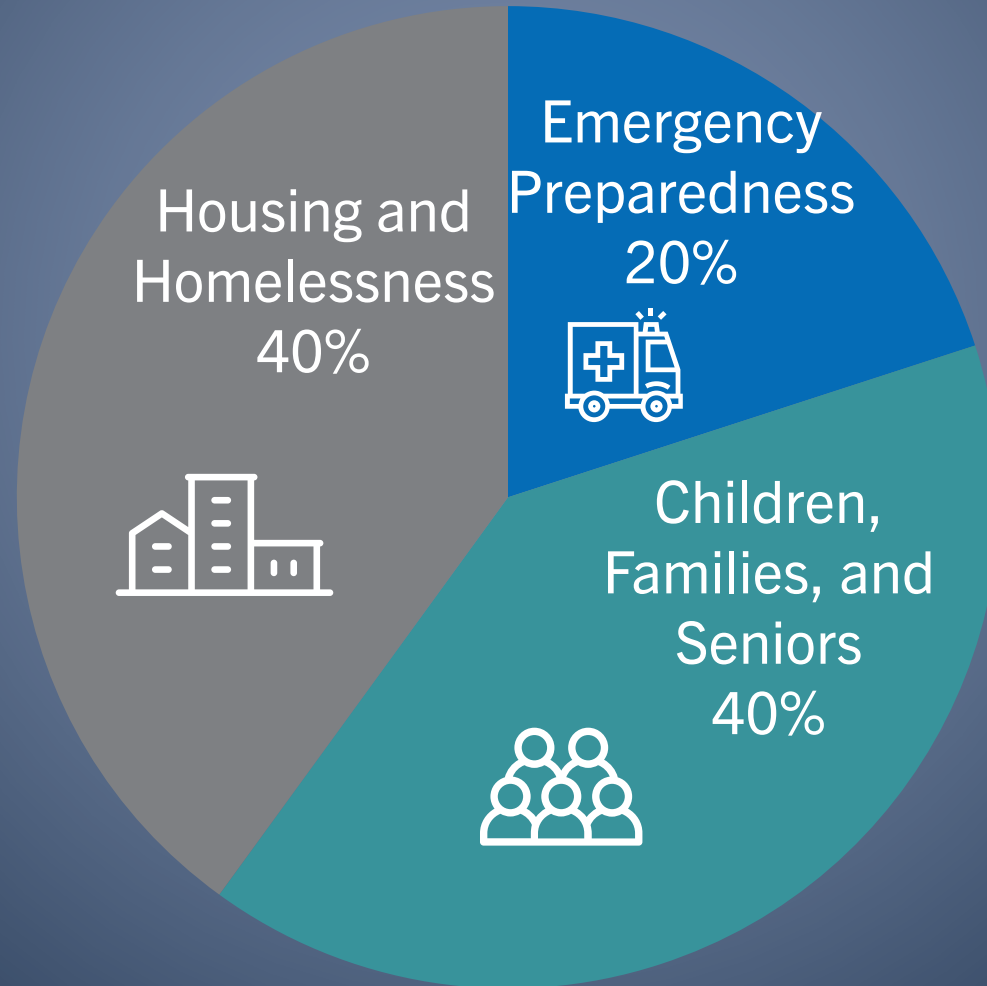 Emergency
Preparedness
20%
Housing and
Homelessness
40%
Children,
Families, and
Seniors
40%